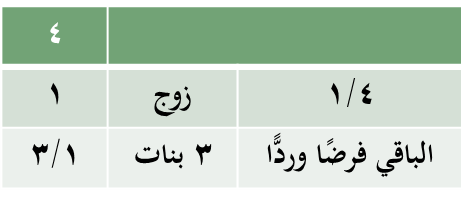 ٤
١/٤ زوج ١
الباقي فرضًا وردًّا ٣ بنات ٣/١